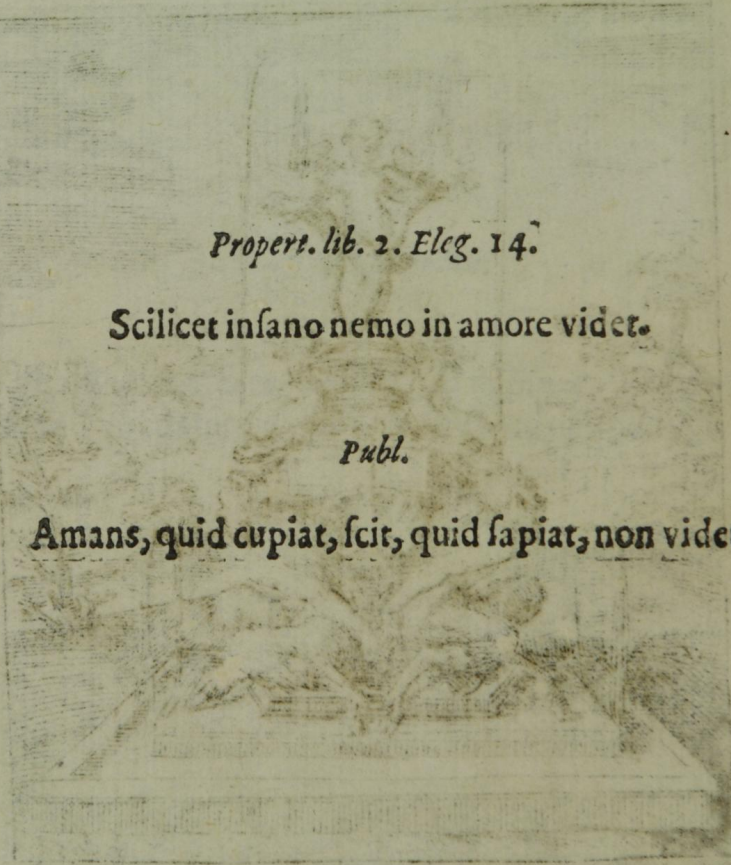 Propert. lib. 2. Eleg. 14.
Scilicet inſano nemo in amore videt.
Publ.
Amans, quid cupiat, ſcit, quid ſapiat, non vide